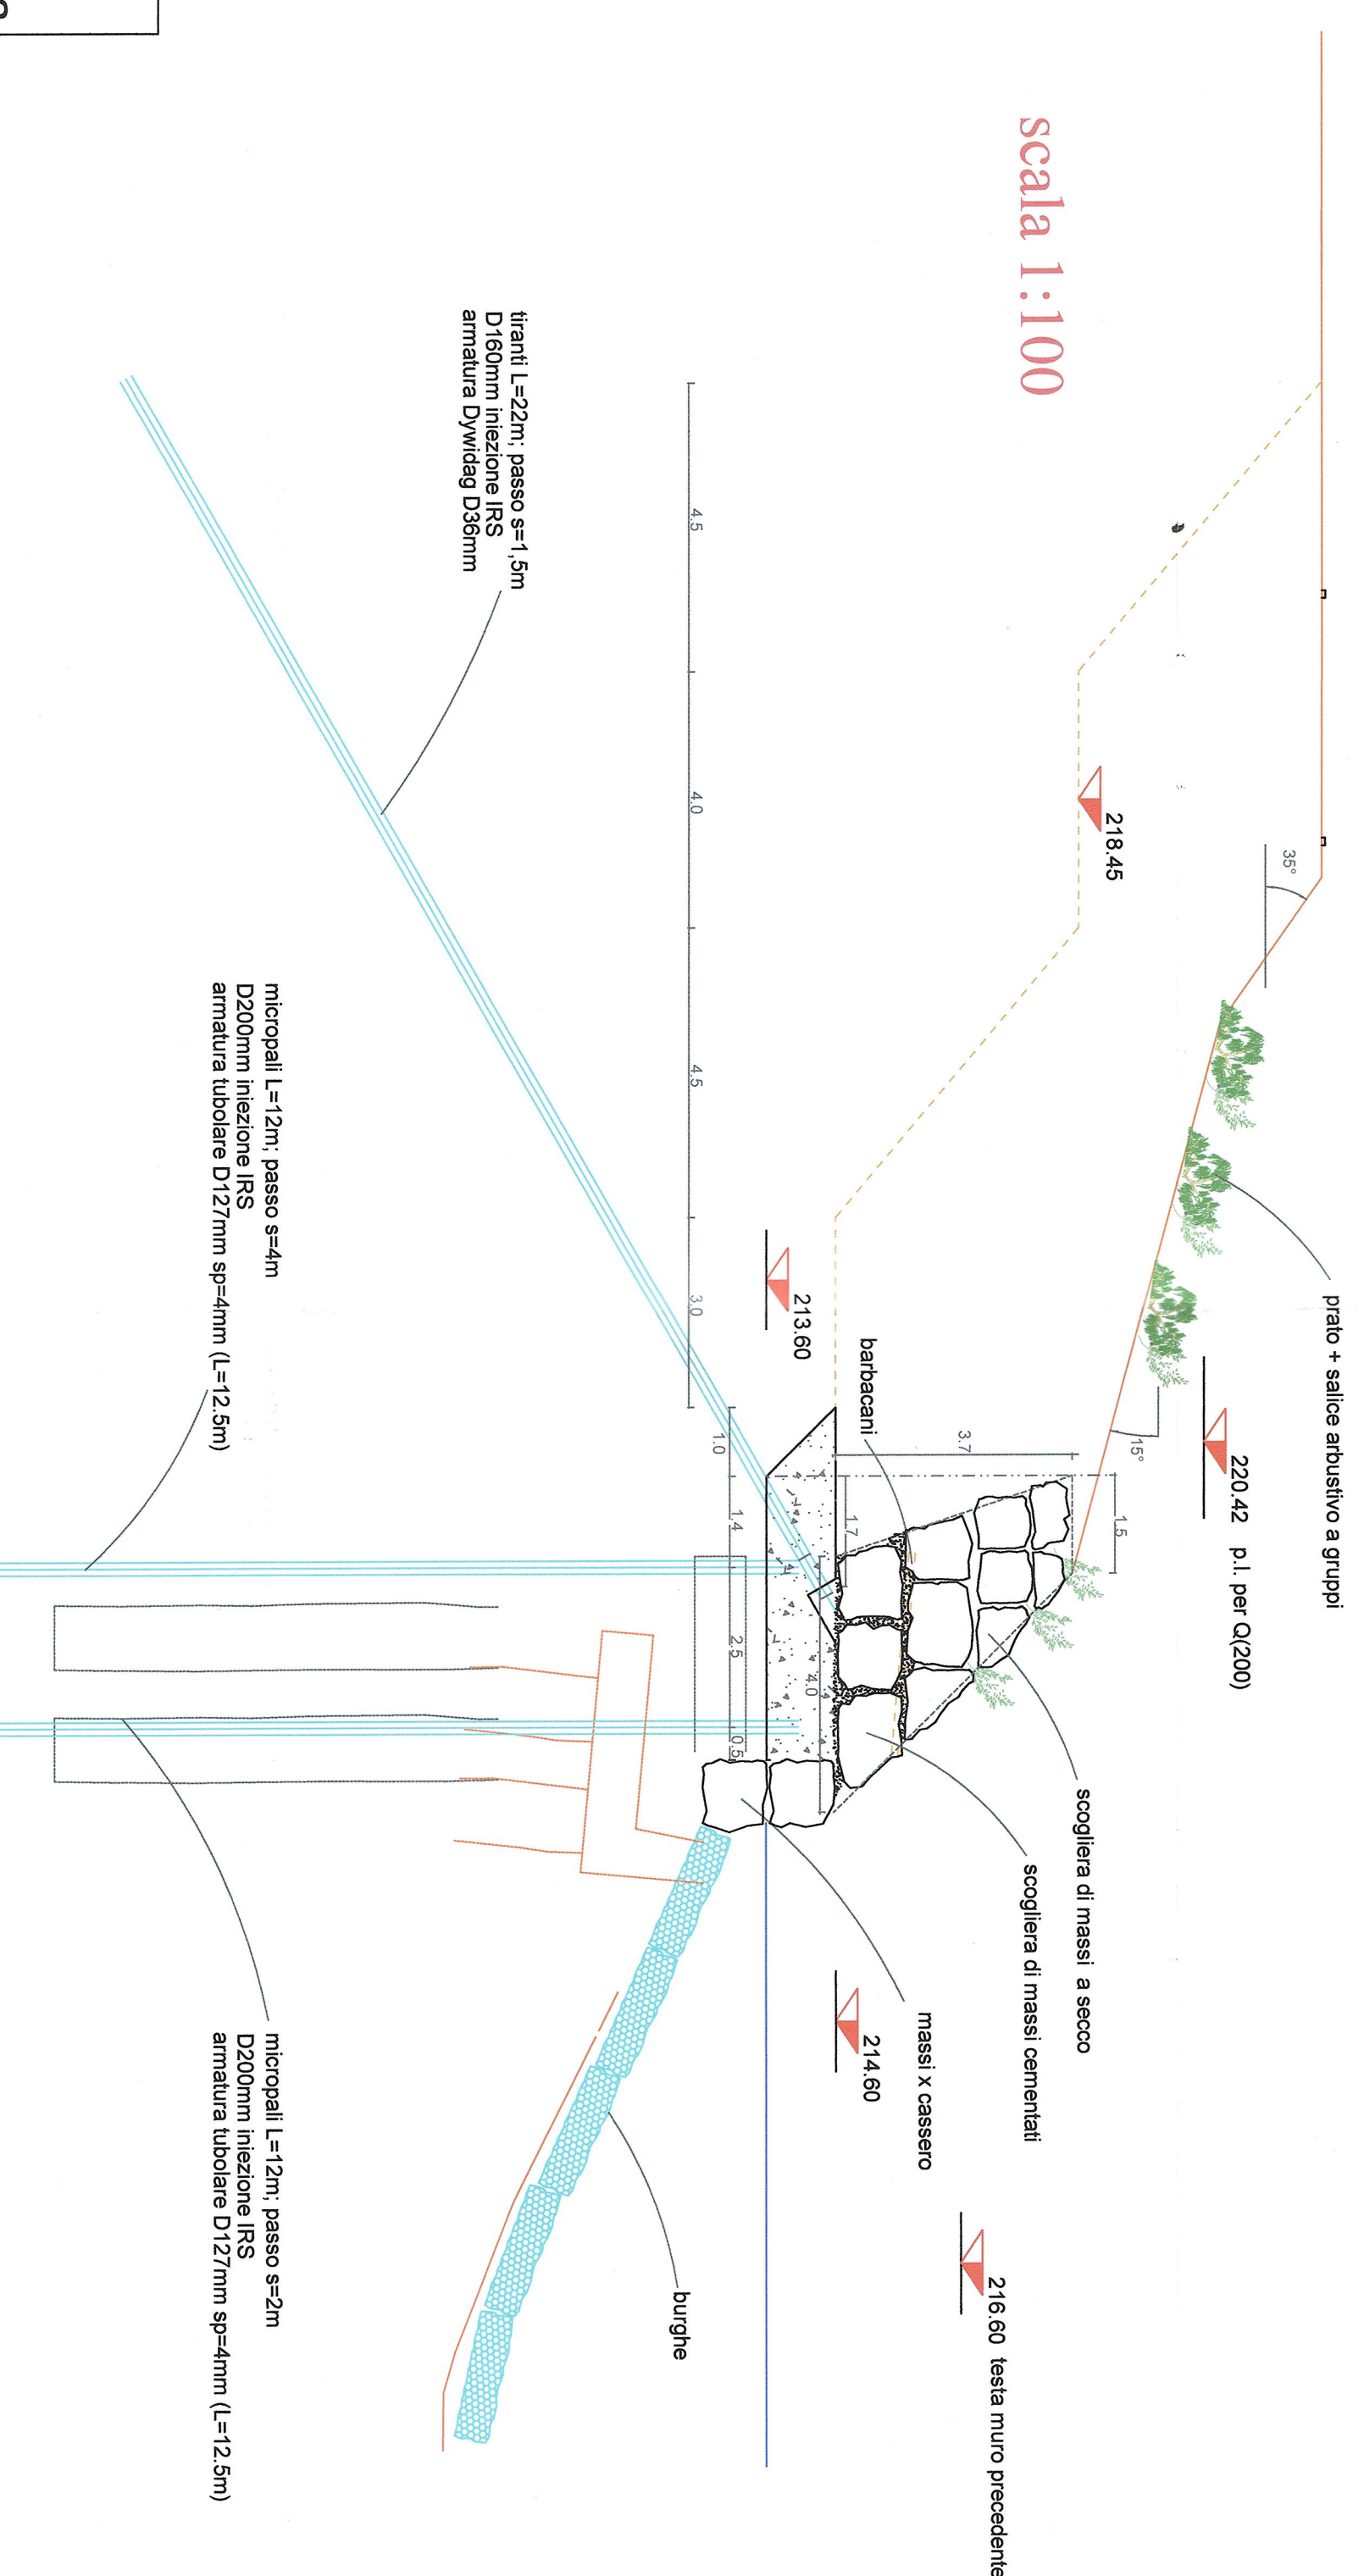 scala 1:100
35°
prato + salice arbustivo a gruppi
15°
220.42 p.l. per Q(200)
1.5
218.45
3.7
scogliera di massi a secco
scogliera di massi cementati
216.60 testa muro precedente
barbacani
massi x cassero
214.60
1.7
4.0
213.60
1.0
1.4
2.5
0.5
4.5
4.0
4.5
3.0
burghe
tiranti L=22m; passo s=1,5m
D160mm iniezione IRS
armatura Dywidag D36mm
micropali L=12m; passo s=4m
D200mm iniezione IRS
armatura tubolare D127mm sp=4mm (L=12.5m)
micropali L=12m; passo s=2m
D200mm iniezione IRS
armatura tubolare D127mm sp=4mm (L=12.5m)